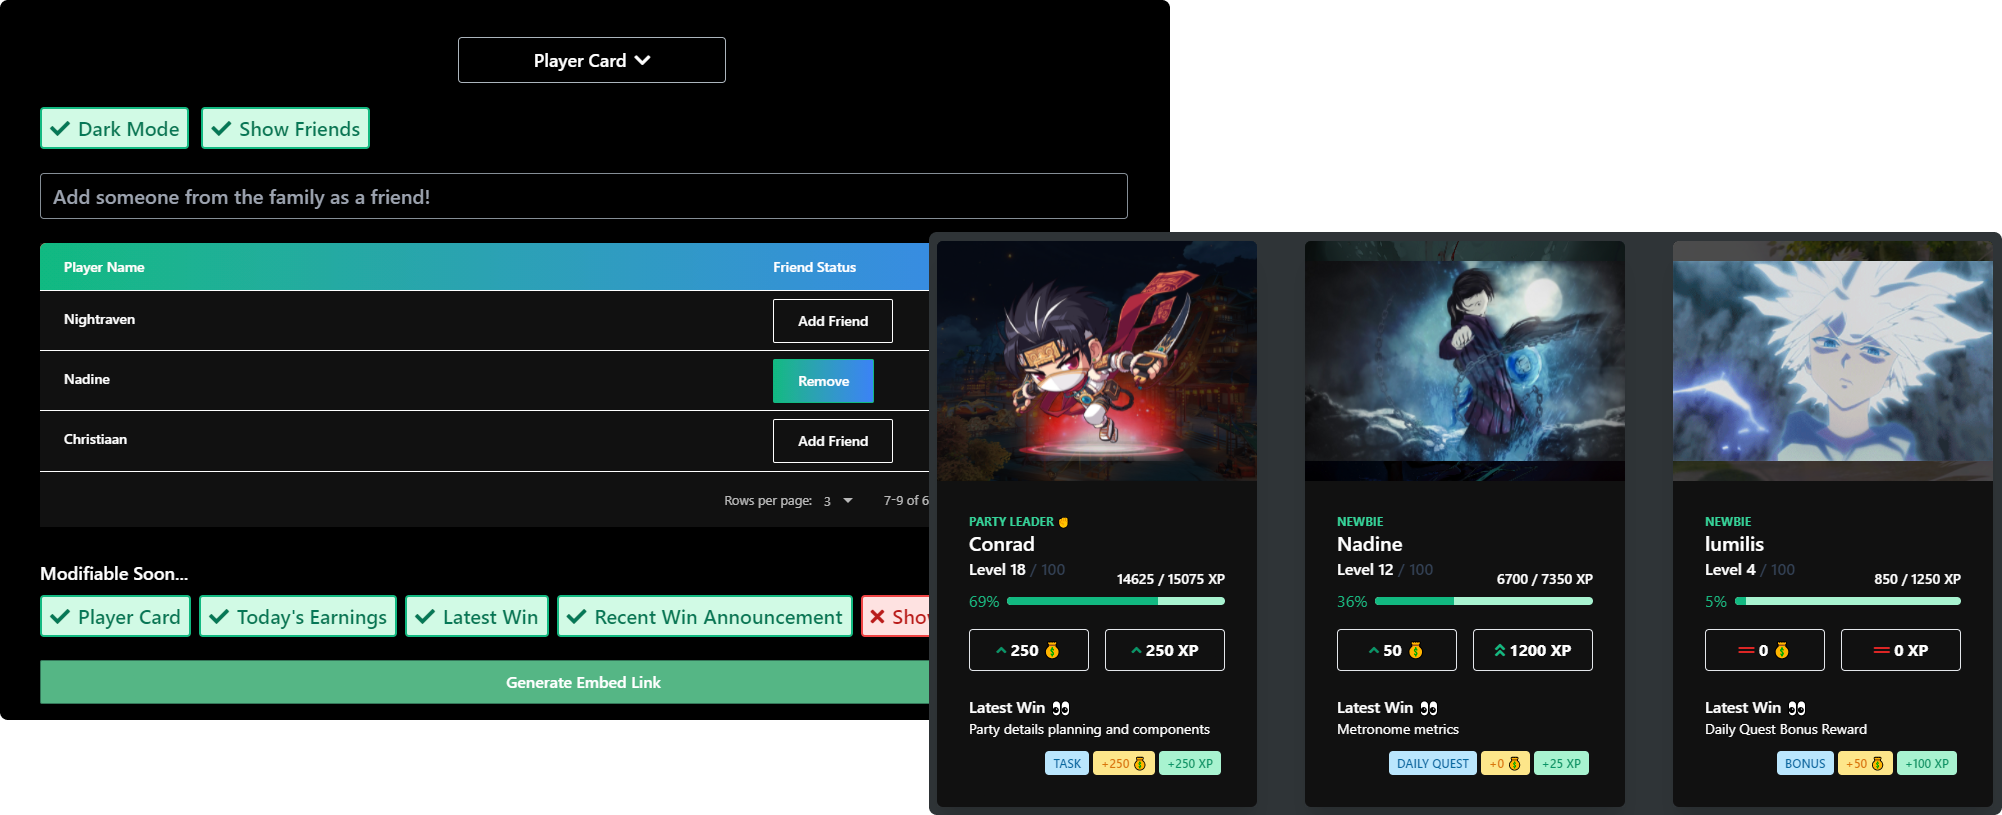 Player Card
Dark Mode
Show Friends
Add someone from the family as a friend!
Player Name
Friend Status
Nightraven
Add Friend
Nadine
Remove
Christiaan
Add Friend
Rows per page: 3
7-9 of 6
Modifiable Soon...
Player Card
Today's Earnings
Latest Win
Recent Win Announcement
Sho
Generate Embed Link
PARTY LEADER
Conrad
Level 18 / 100
14625 / 15075 XP
69%
250
250 XP
Latest Win
Party details planning and components
TASK
+250
+250 XP
NEWBIE
Nadine
Level 12 / 100
6700 / 7350 XP
36%
50
1200 XP
Latest Win
Metronome metrics
DAILY QUEST
+0
+25 XP
NEWBIE
lumilis
Level 4 / 100
850 / 1250 XP
5%
0
0 XP
Latest Win
Daily Quest Bonus Reward
BONUS
+50
+100 XP